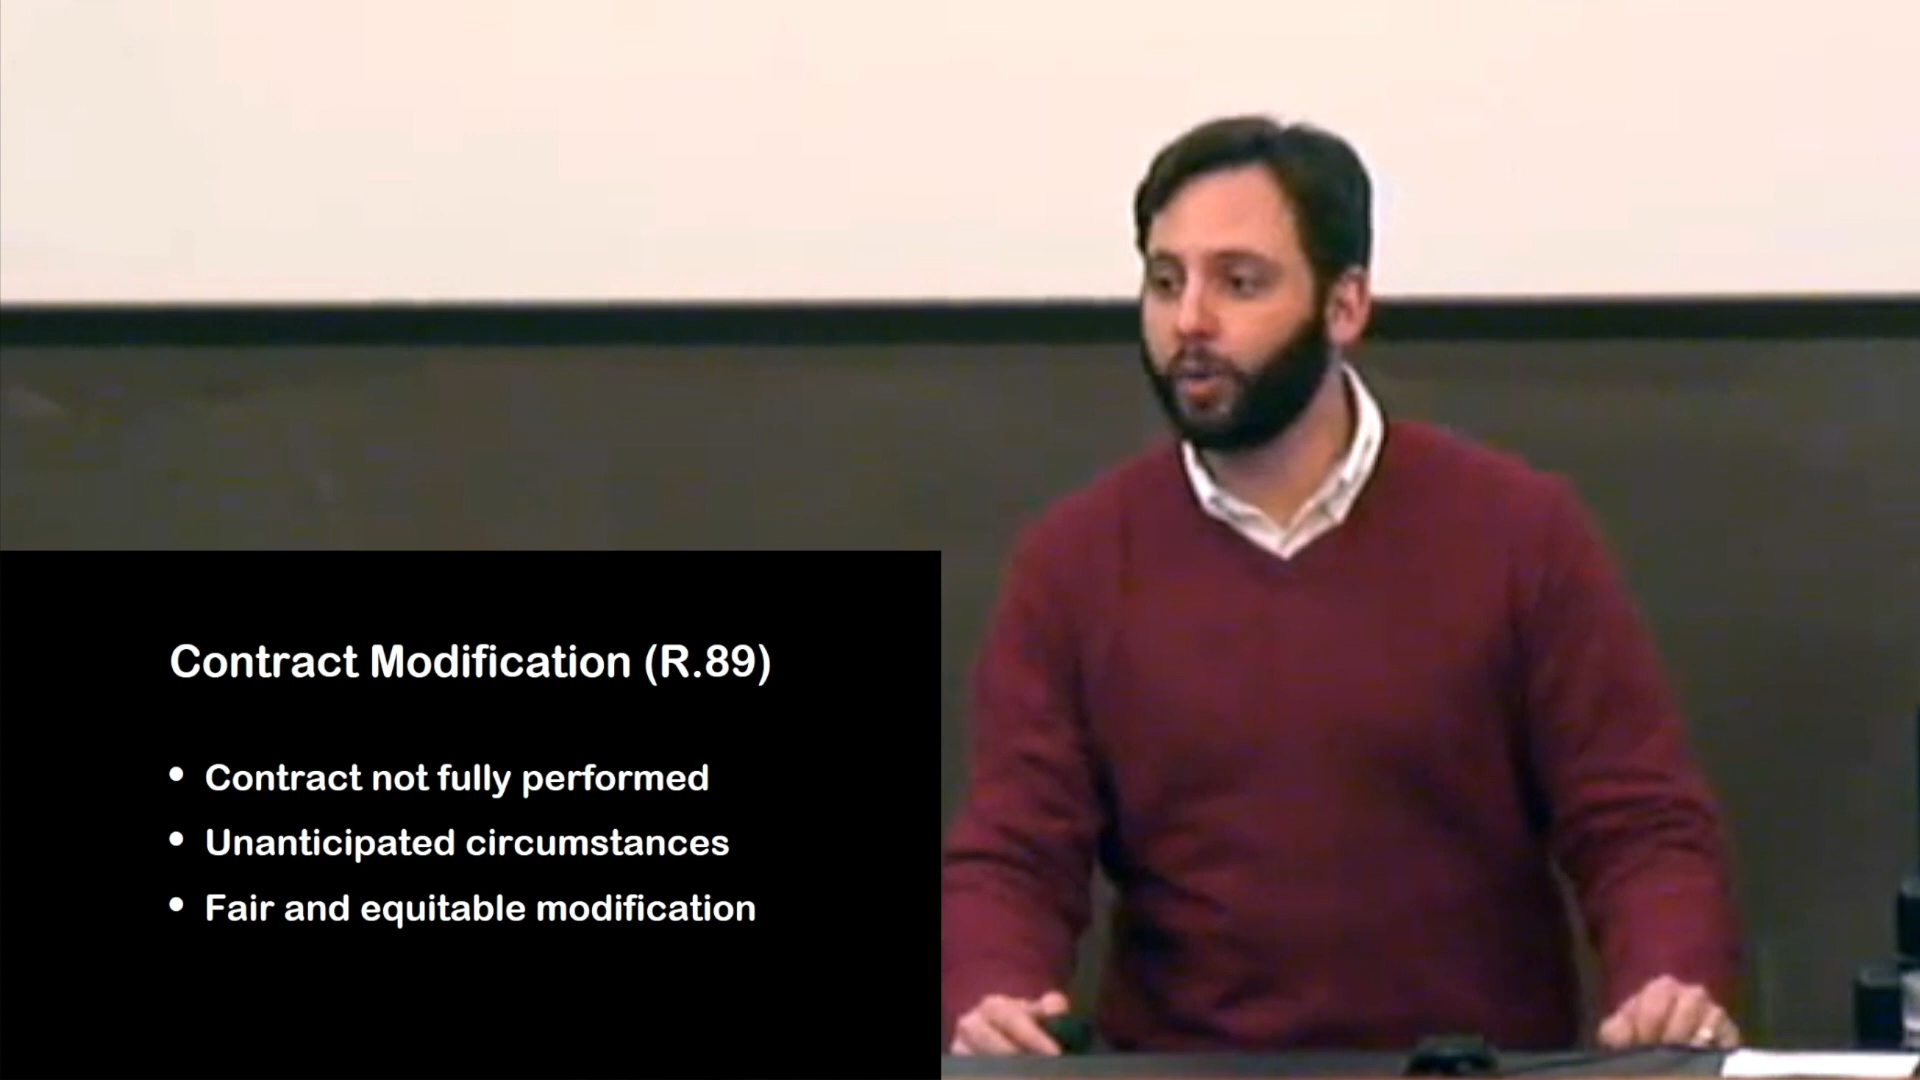 Contract Modification (R.89)
• Contract not fully performed
• Unanticipated circumstances
• Fair and equitable modification